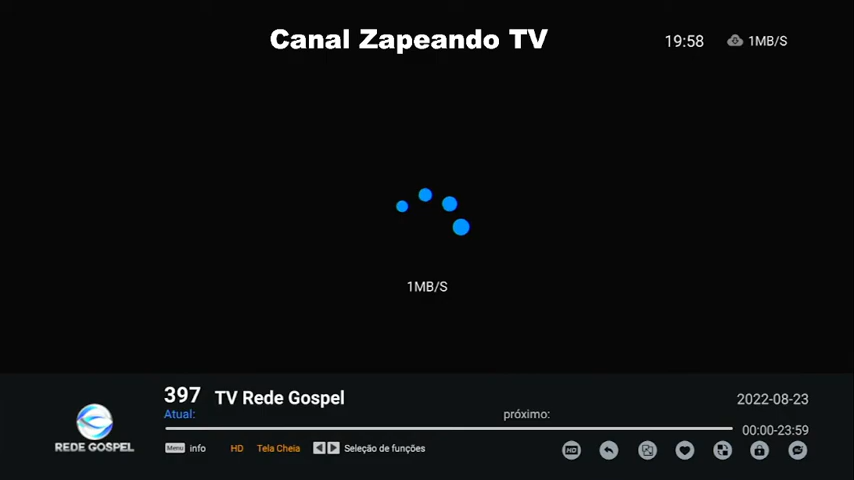 Canal Zapeando TV
19:58
1MB/S
1MB/S
397 TV Rede Gospel
2022-08-23
Atual:
próximo:
00:00-23:59
REDE GOSPEL
Menu info HD Tela Cheia Seleção de funções
HD